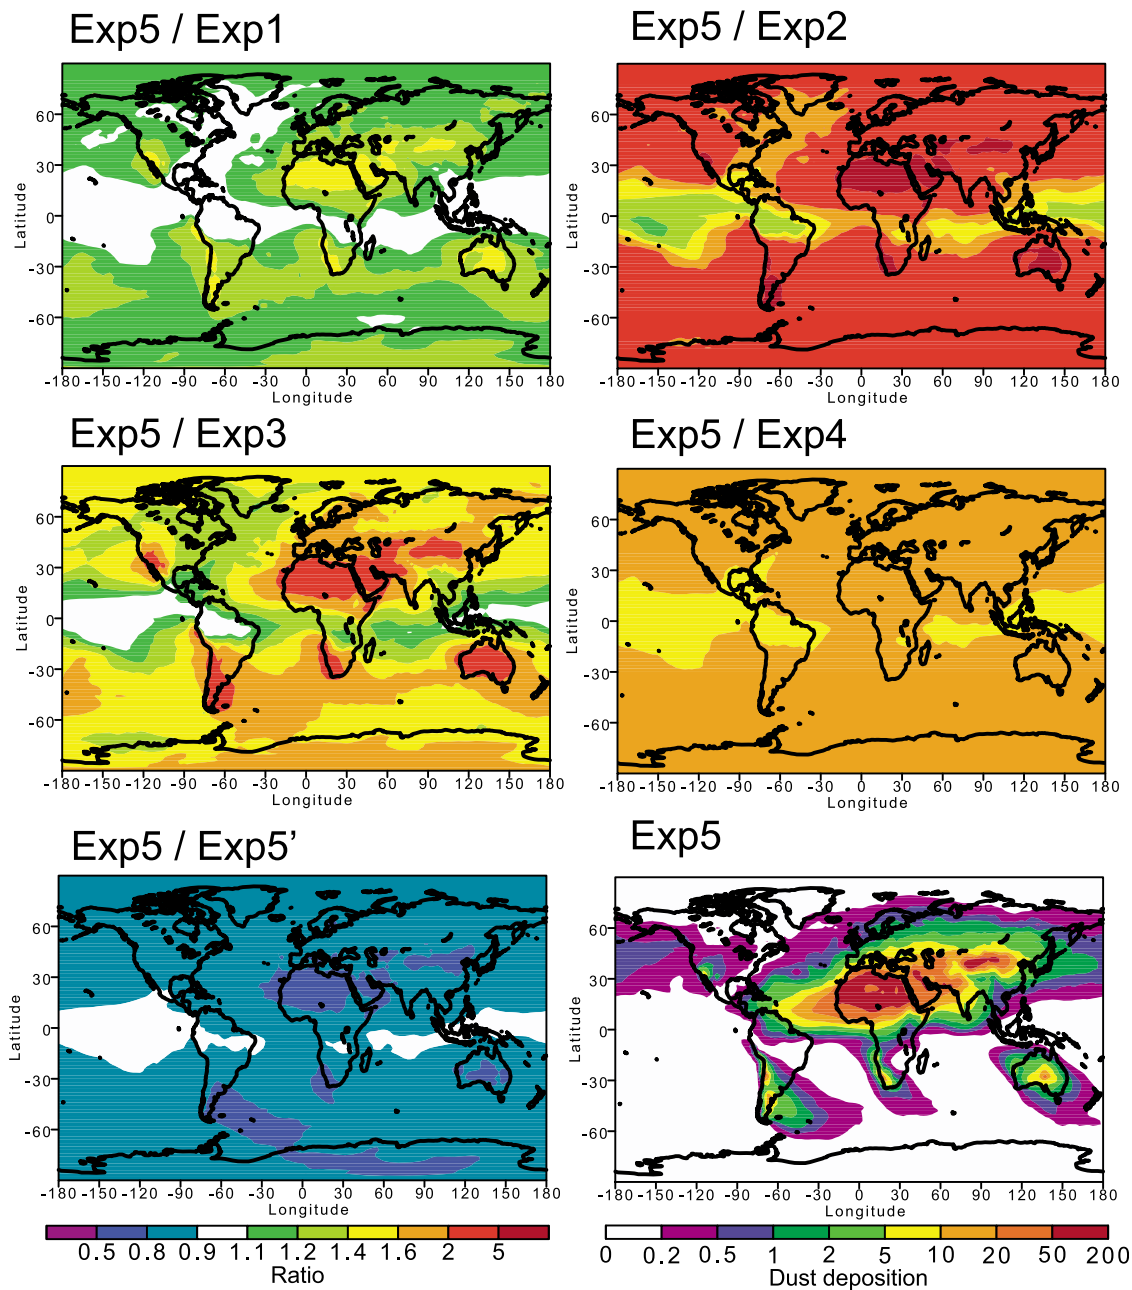 Exp5 / Exp1
Exp5 / Exp2
60
30
0
-30
-60
Latitude
-180 -150 -120 -90 -60 -30 0 30 60 90 120 150 180
Longitude
60
30
0
-30
-60
Latitude
-180 -150 -120 -90 -60 -30 0 30 60 90 120 150 180
Longitude
Exp5 / Exp3
Exp5 / Exp4
60
30
0
-30
-60
Latitude
-180 -150 -120 -90 -60 -30 0 30 60 90 120 150 180
Longitude
60
30
0
-30
-60
Latitude
-180 -150 -120 -90 -60 -30 0 30 60 90 120 150 180
Longitude
Exp5 / Exp5’
Exp5
60
30
0
-30
-60
Latitude
-180 -150 -120 -90 -60 -30 0 30 60 90 120 150 180
Longitude
60
30
0
-30
-60
Latitude
-180 -150 -120 -90 -60 -30 0 30 60 90 120 150 180
Longitude
0.5 0.8 0.9 1.1 1.2 1.4 1.6 2 5
Ratio
0 0.2 0.5 1 2 5 10 20 50 200
Dust deposition